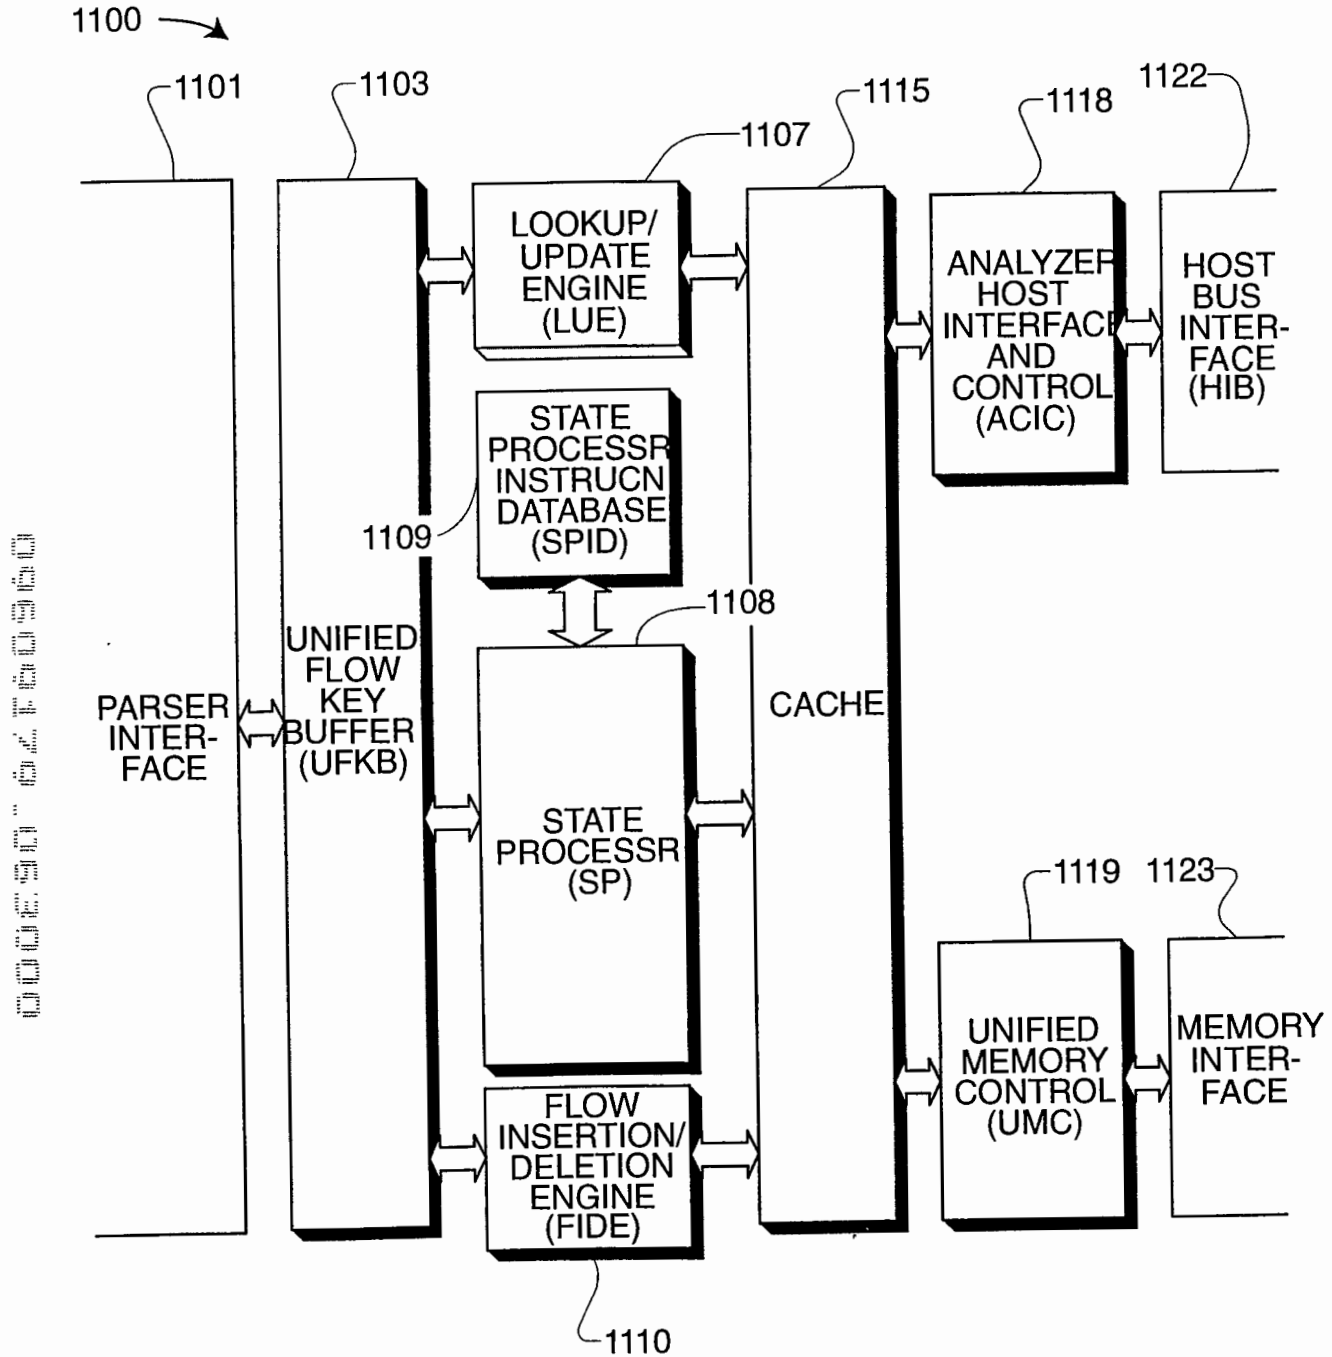 1100
1101
1103
1107
1115
1118
1122
LOOKUP/
UPDATE
ENGINE
(LUE)
ANALYZER
HOST
INTERFACE
AND
CONTROL
(ACIC)
HOST
BUS
INTER-
FACE
(HIB)
STATE
PROCESSR
INSTRUCN
DATABASE
(SPID)
1109
1108
UNIFIED
FLOW
KEY
BUFFER
(UFKB)
PARSER
INTER-
FACE
CACHE
STATE
PROCESSR
(SP)
1119
1123
UNIFIED
MEMORY
CONTROL
(UMC)
MEMORY
INTER-
FACE
FLOW
INSERTION/
DELETION
ENGINE
(FIDE)
1110
09609179.063000